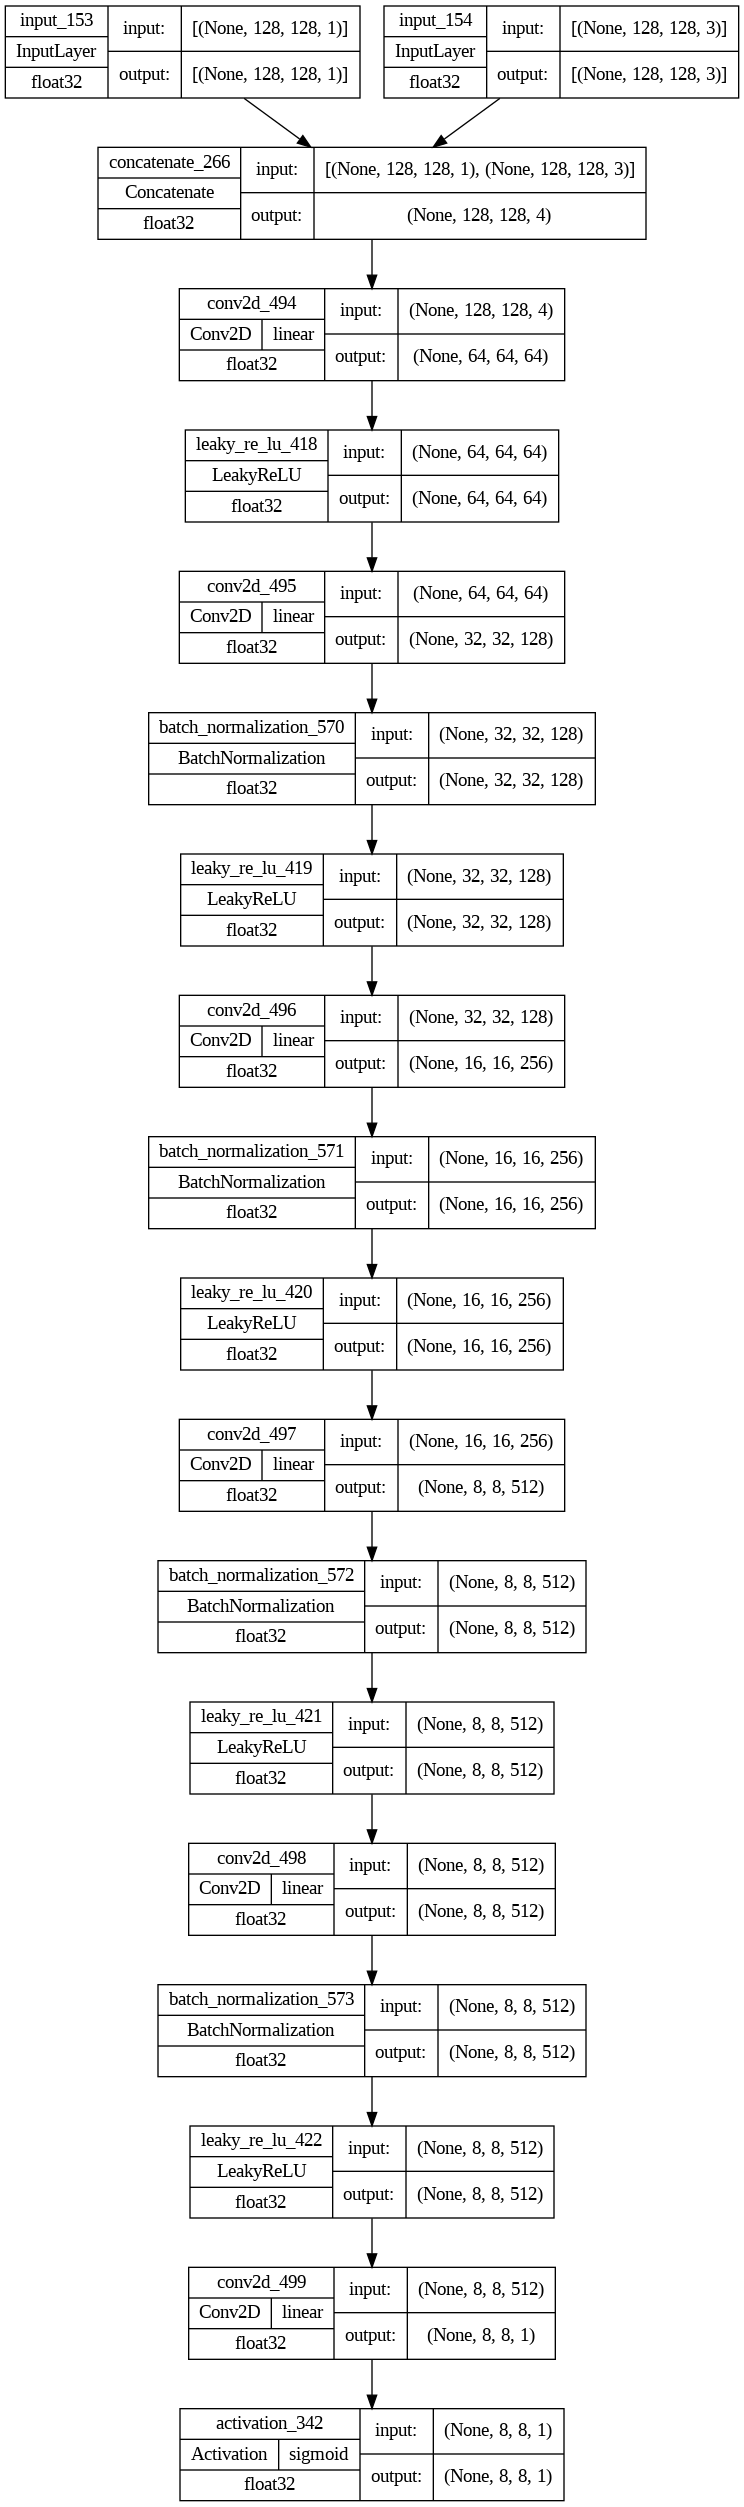 input_153
InputLayer
float32
input:
[(None, 128, 128, 1)]
output:
[(None, 128, 128, 1)]
input_154
InputLayer
float32
input:
[(None, 128, 128, 3)]
output:
[(None, 128, 128, 3)]
concatenate_266
Concatenate
float32
input:
[(None, 128, 128, 1), (None, 128, 128, 3)]
output:
(None, 128, 128, 4)
conv2d_494
Conv2D linear
float32
input:
(None, 128, 128, 4)
output:
(None, 64, 64, 64)
leaky_re_lu_418
LeakyReLU
float32
input:
(None, 64, 64, 64)
output:
(None, 64, 64, 64)
conv2d_495
Conv2D linear
float32
input:
(None, 64, 64, 64)
output:
(None, 32, 32, 128)
batch_normalization_570
BatchNormalization
float32
input:
(None, 32, 32, 128)
output:
(None, 32, 32, 128)
leaky_re_lu_419
LeakyReLU
float32
input:
(None, 32, 32, 128)
output:
(None, 32, 32, 128)
conv2d_496
Conv2D linear
float32
input:
(None, 32, 32, 128)
output:
(None, 16, 16, 256)
batch_normalization_571
BatchNormalization
float32
input:
(None, 16, 16, 256)
output:
(None, 16, 16, 256)
leaky_re_lu_420
LeakyReLU
float32
input:
(None, 16, 16, 256)
output:
(None, 16, 16, 256)
conv2d_497
Conv2D linear
float32
input:
(None, 16, 16, 256)
output:
(None, 8, 8, 512)
batch_normalization_572
BatchNormalization
float32
input:
(None, 8, 8, 512)
output:
(None, 8, 8, 512)
leaky_re_lu_421
LeakyReLU
float32
input:
(None, 8, 8, 512)
output:
(None, 8, 8, 512)
conv2d_498
Conv2D linear
float32
input:
(None, 8, 8, 512)
output:
(None, 8, 8, 512)
batch_normalization_573
BatchNormalization
float32
input:
(None, 8, 8, 512)
output:
(None, 8, 8, 512)
leaky_re_lu_422
LeakyReLU
float32
input:
(None, 8, 8, 512)
output:
(None, 8, 8, 512)
conv2d_499
Conv2D linear
float32
input:
(None, 8, 8, 512)
output:
(None, 8, 8, 1)
activation_342
Activation sigmoid
float32
input:
(None, 8, 8, 1)
output:
(None, 8, 8, 1)